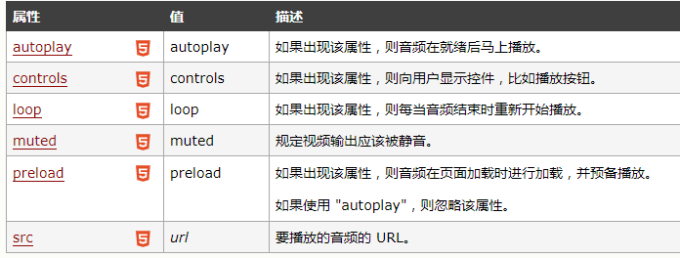 属性 值 描述
autoplay 5 autoplay 如果出现该属性，则音频在就绪后马上播放。
controls 5 controls 如果出现该属性，则向用户显示控件，比如播放按钮。
loop 5 loop 如果出现该属性，则每当音频结束时重新开始播放。
muted 5 muted 规定视频输出应该被静音。
preload 5 preload 如果出现该属性，则音频在页面加载时进行加载，并预备播放。
如果使用 "autoplay"，则忽略该属性。
src 5 url 要播放的音频的 URL。